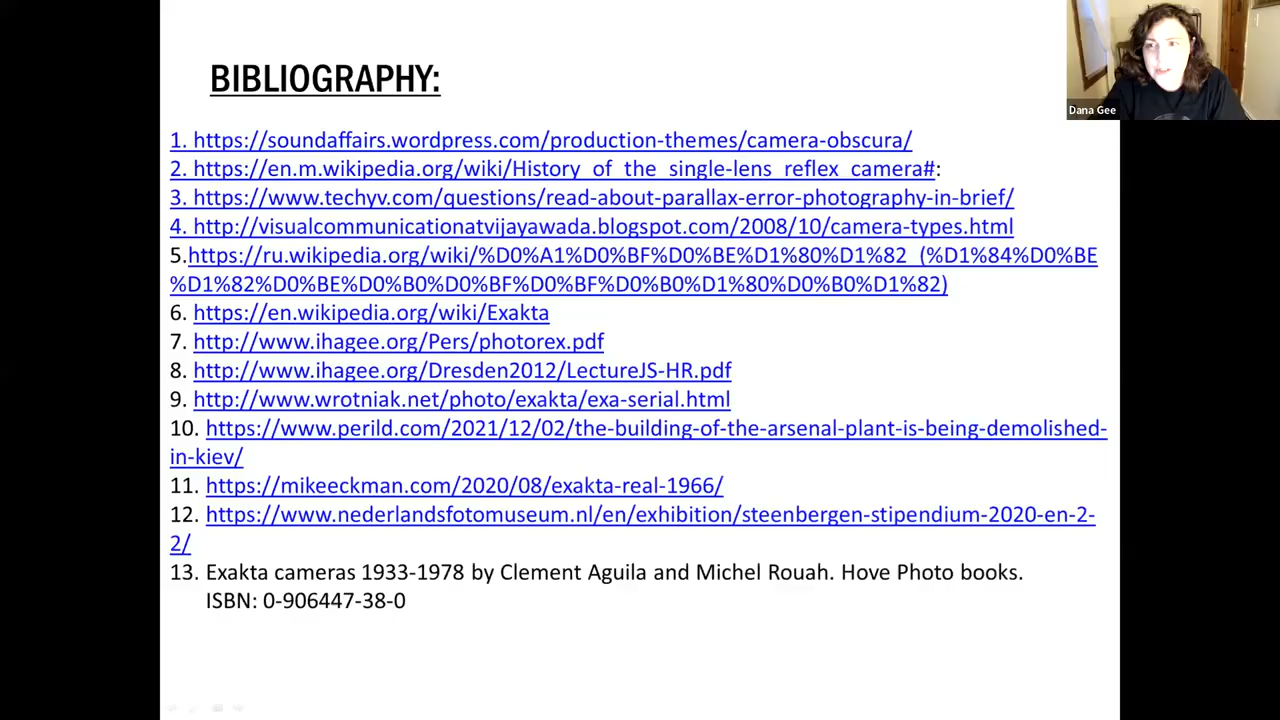 BIBLIOGRAPHY:
Dana Gee
1. https://soundaffairs.wordpress.com/production-themes/camera-obscura/
2. https://en.m.wikipedia.org/wiki/History_of_the_single-lens_reflex_camera#:
3. https://www.techyv.com/questions/read-about-parallax-error-photography-in-brief/
4. http://visualcommunicationatvijayawada.blogspot.com/2008/10/camera-types.html
5.https://ru.wikipedia.org/wiki/%D0%A1%D0%BF%D0%BE%D1%80%D1%82_(%D1%84%D0%BE
%D1%82%D0%BE%D0%B0%D0%BF%D0%BF%D0%B0%D1%80%D0%B0%D1%82)
6. https://en.wikipedia.org/wiki/Exakta
7. http://www.ihagee.org/Pers/photorex.pdf
8. http://www.ihagee.org/Dresden2012/LectureJS-HR.pdf
9. http://www.wrotniak.net/photo/exakta/exa-serial.html
10. https://www.perild.com/2021/12/02/the-building-of-the-arsenal-plant-is-being-demolished-
in-kiev/
11. https://mikeeckman.com/2020/08/exakta-real-1966/
12. https://www.nederlandsfotomuseum.nl/en/exhibition/steenbergen-stipendium-2020-en-2-
2/
13. Exakta cameras 1933-1978 by Clement Aguila and Michel Rouah. Hove Photo books.
ISBN: 0-906447-38-0